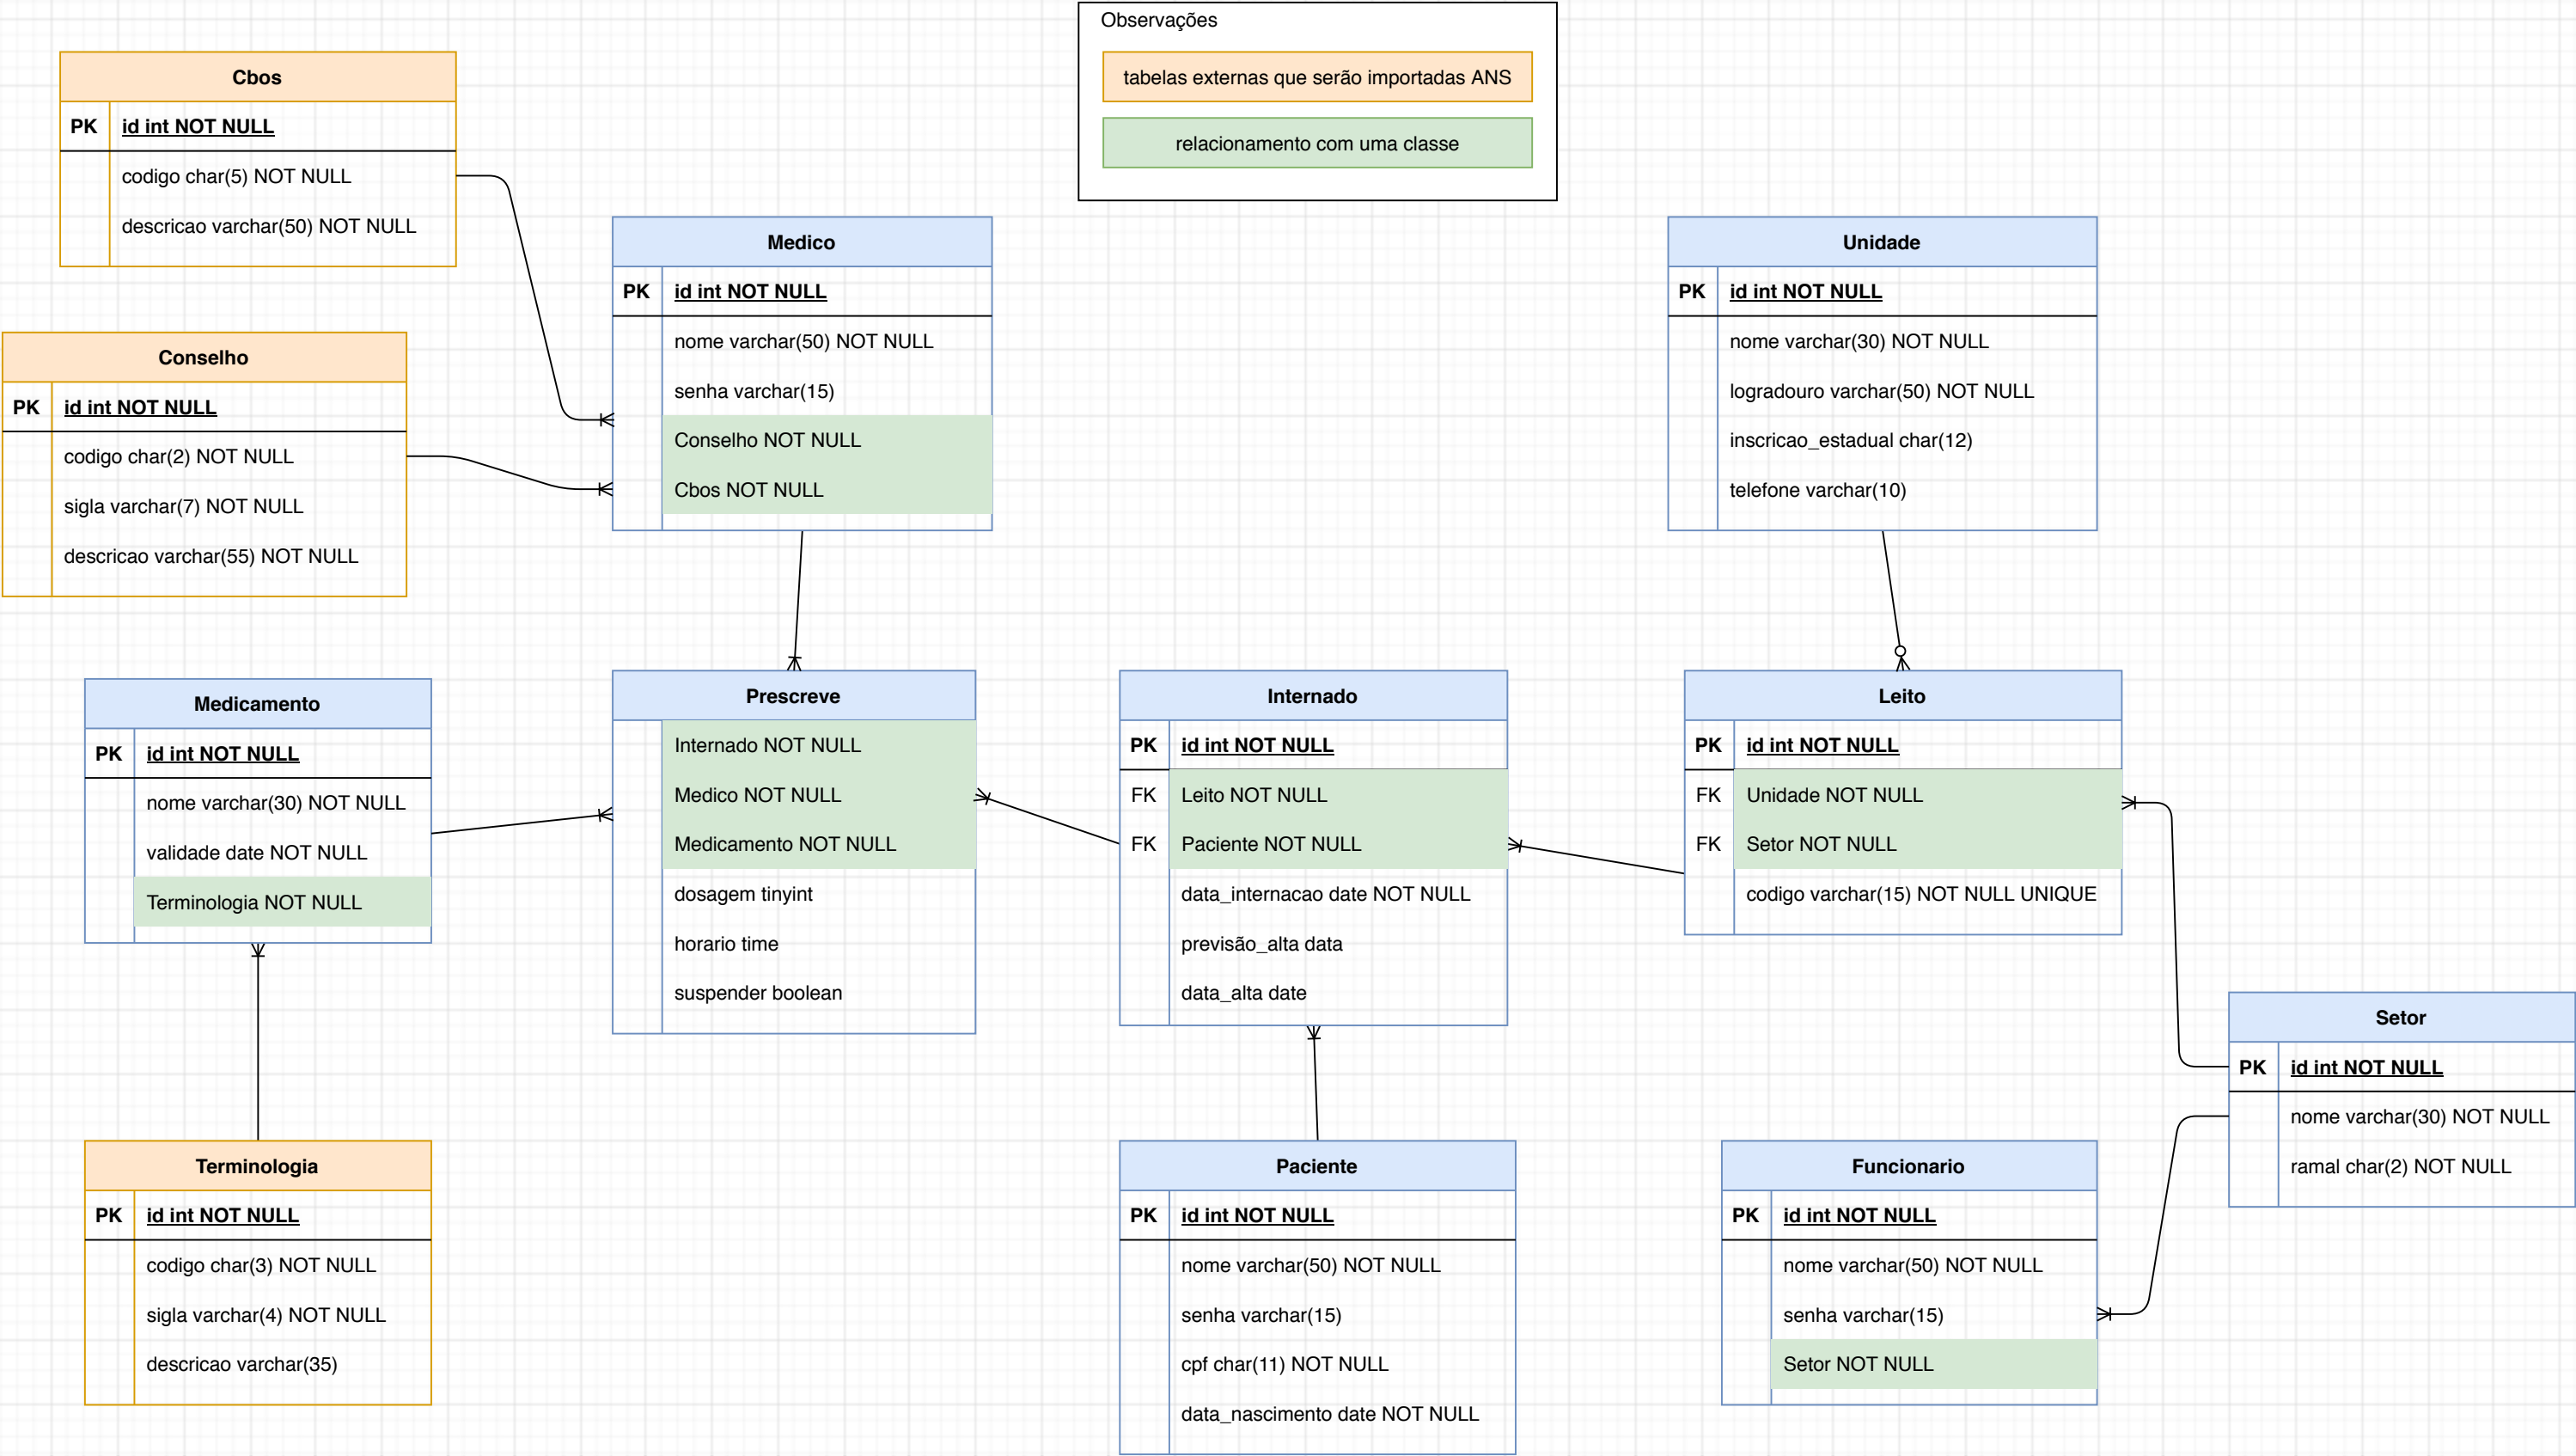 Observações
tabelas externas que serão importadas ANS
relacionamento com uma classe
Cbos
PK id int NOT NULL
codigo char(5) NOT NULL
descricao varchar(50) NOT NULL
Conselho
PK id int NOT NULL
codigo char(2) NOT NULL
sigla varchar(7) NOT NULL
descricao varchar(55) NOT NULL
Medico
PK id int NOT NULL
nome varchar(50) NOT NULL
senha varchar(15)
Conselho NOT NULL
Cbos NOT NULL
Unidade
PK id int NOT NULL
nome varchar(30) NOT NULL
logradouro varchar(50) NOT NULL
inscricao_estadual char(12)
telefone varchar(10)
Medicamento
PK id int NOT NULL
nome varchar(30) NOT NULL
validade date NOT NULL
Terminologia NOT NULL
Prescreve
Internado NOT NULL
Medico NOT NULL
Medicamento NOT NULL
dosagem tinyint
horario time
suspender boolean
Internado
PK id int NOT NULL
FK Leito NOT NULL
FK Paciente NOT NULL
data_internacao date NOT NULL
previsão_alta data
data_alta date
Leito
PK id int NOT NULL
FK Unidade NOT NULL
FK Setor NOT NULL
codigo varchar(15) NOT NULL UNIQUE
Setor
PK id int NOT NULL
nome varchar(30) NOT NULL
ramal char(2) NOT NULL
Terminologia
PK id int NOT NULL
codigo char(3) NOT NULL
sigla varchar(4) NOT NULL
descricao varchar(35)
Paciente
PK id int NOT NULL
nome varchar(50) NOT NULL
senha varchar(15)
cpf char(11) NOT NULL
data_nascimento date NOT NULL
Funcionario
PK id int NOT NULL
nome varchar(50) NOT NULL
senha varchar(15)
Setor NOT NULL